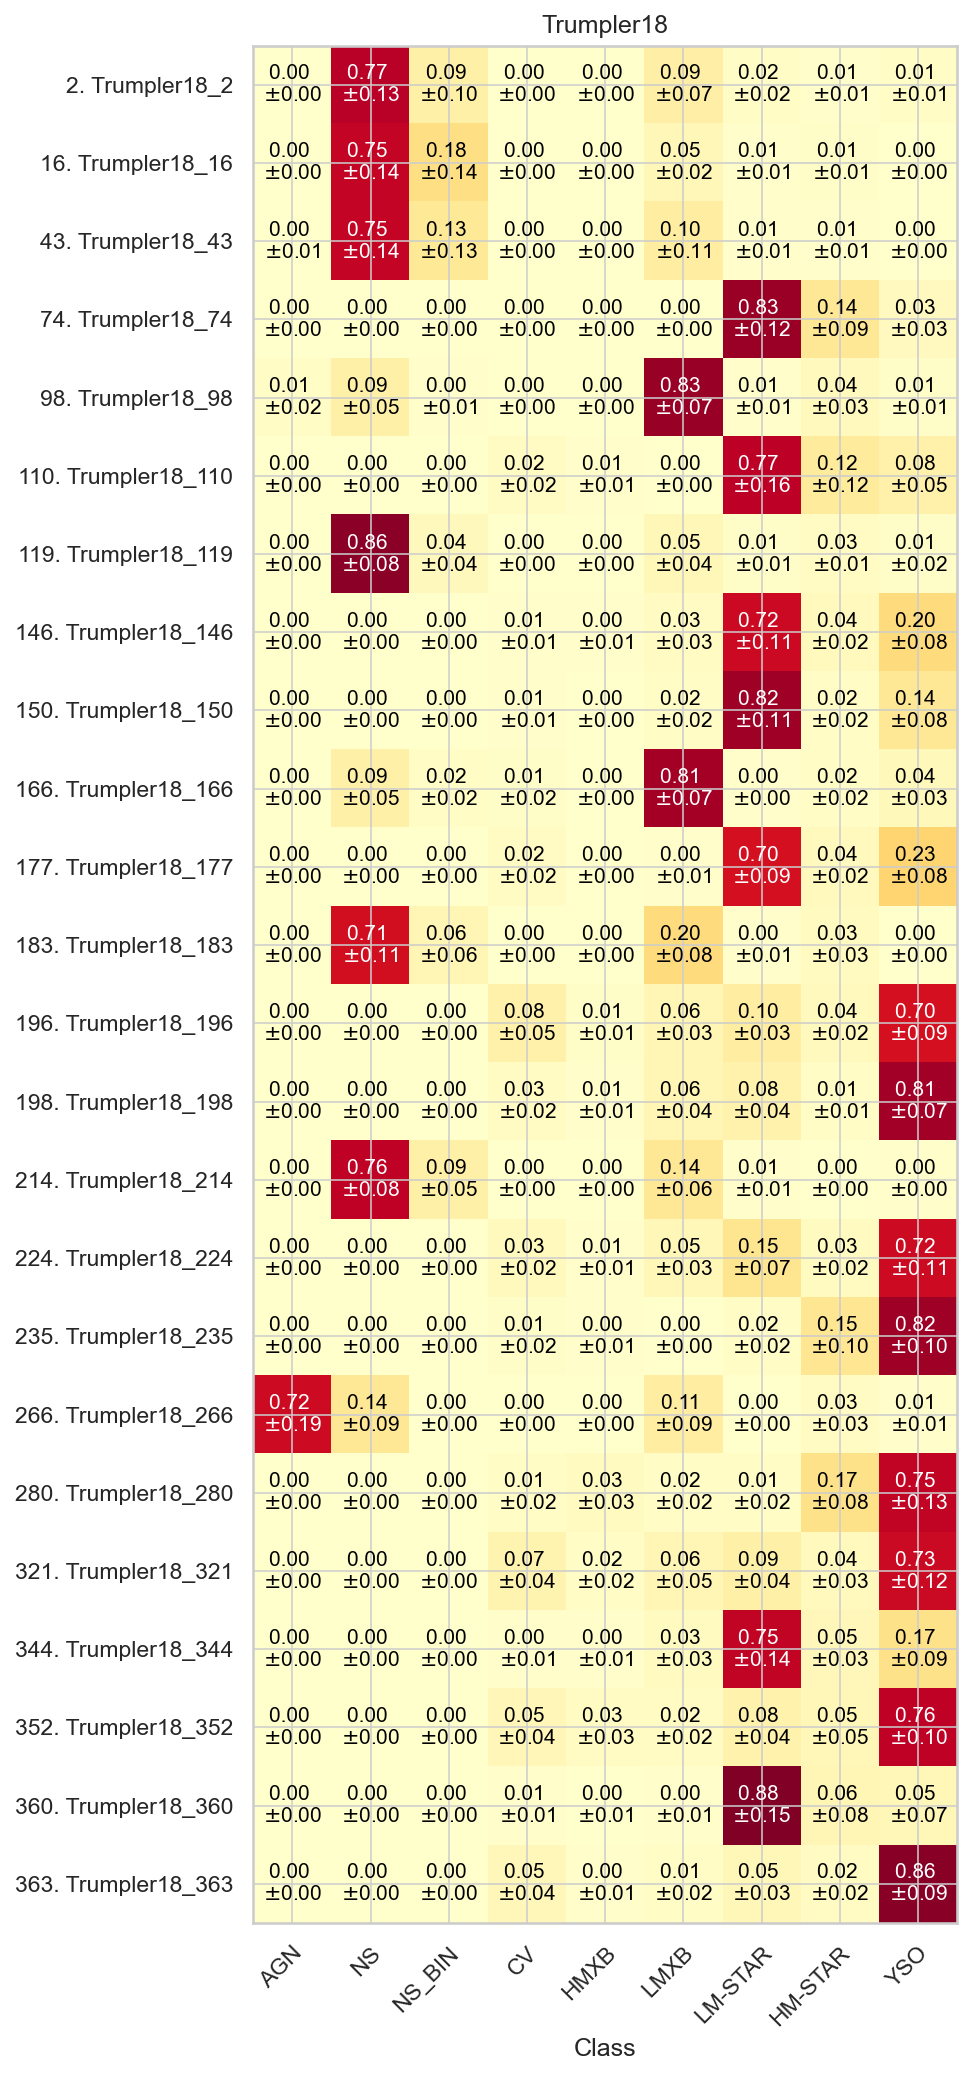 Trumpler18
2. Trumpler18_2 0.00 0.77 0.09 0.00 0.00 0.09 0.02 0.01 0.01
±0.00 ±0.13 ±0.10 ±0.00 ±0.00 ±0.07 ±0.02 ±0.01 ±0.01
16. Trumpler18_16 0.00 0.75 0.18 0.00 0.00 0.05 0.01 0.01 0.00
±0.00 ±0.14 ±0.14 ±0.00 ±0.00 ±0.02 ±0.01 ±0.01 ±0.00
43. Trumpler18_43 0.00 0.75 0.13 0.00 0.00 0.10 0.01 0.01 0.00
±0.01 ±0.14 ±0.13 ±0.00 ±0.00 ±0.11 ±0.01 ±0.01 ±0.00
74. Trumpler18_74 0.00 0.00 0.00 0.00 0.00 0.00 0.83 0.14 0.03
±0.00 ±0.00 ±0.00 ±0.00 ±0.00 ±0.00 ±0.12 ±0.09 ±0.03
98. Trumpler18_98 0.01 0.09 0.00 0.00 0.00 0.83 0.01 0.04 0.01
±0.02 ±0.05 ±0.01 ±0.00 ±0.00 ±0.07 ±0.01 ±0.03 ±0.01
110. Trumpler18_110 0.00 0.00 0.00 0.02 0.01 0.00 0.77 0.12 0.08
±0.00 ±0.00 ±0.00 ±0.02 ±0.01 ±0.00 ±0.16 ±0.12 ±0.05
119. Trumpler18_119 0.00 0.86 0.04 0.00 0.00 0.05 0.01 0.03 0.01
±0.00 ±0.08 ±0.04 ±0.00 ±0.00 ±0.04 ±0.01 ±0.01 ±0.02
146. Trumpler18_146 0.00 0.00 0.00 0.01 0.00 0.03 0.72 0.04 0.20
±0.00 ±0.00 ±0.00 ±0.01 ±0.01 ±0.03 ±0.11 ±0.02 ±0.08
150. Trumpler18_150 0.00 0.00 0.00 0.01 0.00 0.02 0.82 0.02 0.14
±0.00 ±0.00 ±0.00 ±0.01 ±0.00 ±0.02 ±0.11 ±0.02 ±0.08
166. Trumpler18_166 0.00 0.09 0.02 0.01 0.00 0.81 0.00 0.02 0.04
±0.00 ±0.05 ±0.02 ±0.02 ±0.00 ±0.07 ±0.00 ±0.02 ±0.03
177. Trumpler18_177 0.00 0.00 0.00 0.02 0.00 0.00 0.70 0.04 0.23
±0.00 ±0.00 ±0.00 ±0.02 ±0.00 ±0.01 ±0.09 ±0.02 ±0.08
183. Trumpler18_183 0.00 0.71 0.06 0.00 0.00 0.20 0.00 0.03 0.00
±0.00 ±0.11 ±0.06 ±0.00 ±0.00 ±0.08 ±0.01 ±0.03 ±0.00
196. Trumpler18_196 0.00 0.00 0.00 0.08 0.01 0.06 0.10 0.04 0.70
±0.00 ±0.00 ±0.00 ±0.05 ±0.01 ±0.03 ±0.03 ±0.02 ±0.09
198. Trumpler18_198 0.00 0.00 0.00 0.03 0.01 0.06 0.08 0.01 0.81
±0.00 ±0.00 ±0.00 ±0.02 ±0.01 ±0.04 ±0.04 ±0.01 ±0.07
214. Trumpler18_214 0.00 0.76 0.09 0.00 0.00 0.14 0.01 0.00 0.00
±0.00 ±0.08 ±0.05 ±0.00 ±0.00 ±0.06 ±0.01 ±0.00 ±0.00
224. Trumpler18_224 0.00 0.00 0.00 0.03 0.01 0.05 0.15 0.03 0.72
±0.00 ±0.00 ±0.00 ±0.02 ±0.01 ±0.03 ±0.07 ±0.02 ±0.11
235. Trumpler18_235 0.00 0.00 0.00 0.01 0.00 0.00 0.02 0.15 0.82
±0.00 ±0.00 ±0.00 ±0.02 ±0.01 ±0.00 ±0.02 ±0.10 ±0.10
266. Trumpler18_266 0.72 0.14 0.00 0.00 0.00 0.11 0.00 0.03 0.01
±0.19 ±0.09 ±0.00 ±0.00 ±0.00 ±0.09 ±0.00 ±0.03 ±0.01
280. Trumpler18_280 0.00 0.00 0.00 0.01 0.03 0.02 0.01 0.17 0.75
±0.00 ±0.00 ±0.00 ±0.02 ±0.03 ±0.02 ±0.02 ±0.08 ±0.13
321. Trumpler18_321 0.00 0.00 0.00 0.07 0.02 0.06 0.09 0.04 0.73
±0.00 ±0.00 ±0.00 ±0.04 ±0.02 ±0.05 ±0.04 ±0.03 ±0.12
344. Trumpler18_344 0.00 0.00 0.00 0.00 0.00 0.03 0.75 0.05 0.17
±0.00 ±0.00 ±0.00 ±0.01 ±0.01 ±0.03 ±0.14 ±0.03 ±0.09
352. Trumpler18_352 0.00 0.00 0.00 0.05 0.03 0.02 0.08 0.05 0.76
±0.00 ±0.00 ±0.00 ±0.04 ±0.03 ±0.02 ±0.04 ±0.05 ±0.10
360. Trumpler18_360 0.00 0.00 0.00 0.01 0.00 0.00 0.88 0.06 0.05
±0.00 ±0.00 ±0.00 ±0.01 ±0.01 ±0.01 ±0.15 ±0.08 ±0.07
363. Trumpler18_363 0.00 0.00 0.00 0.05 0.00 0.01 0.05 0.02 0.86
±0.00 ±0.00 ±0.00 ±0.04 ±0.01 ±0.02 ±0.03 ±0.02 ±0.09
AGN NS NS_BIN CV HMXB LMXB LM-STAR HM-STAR YSO
Class